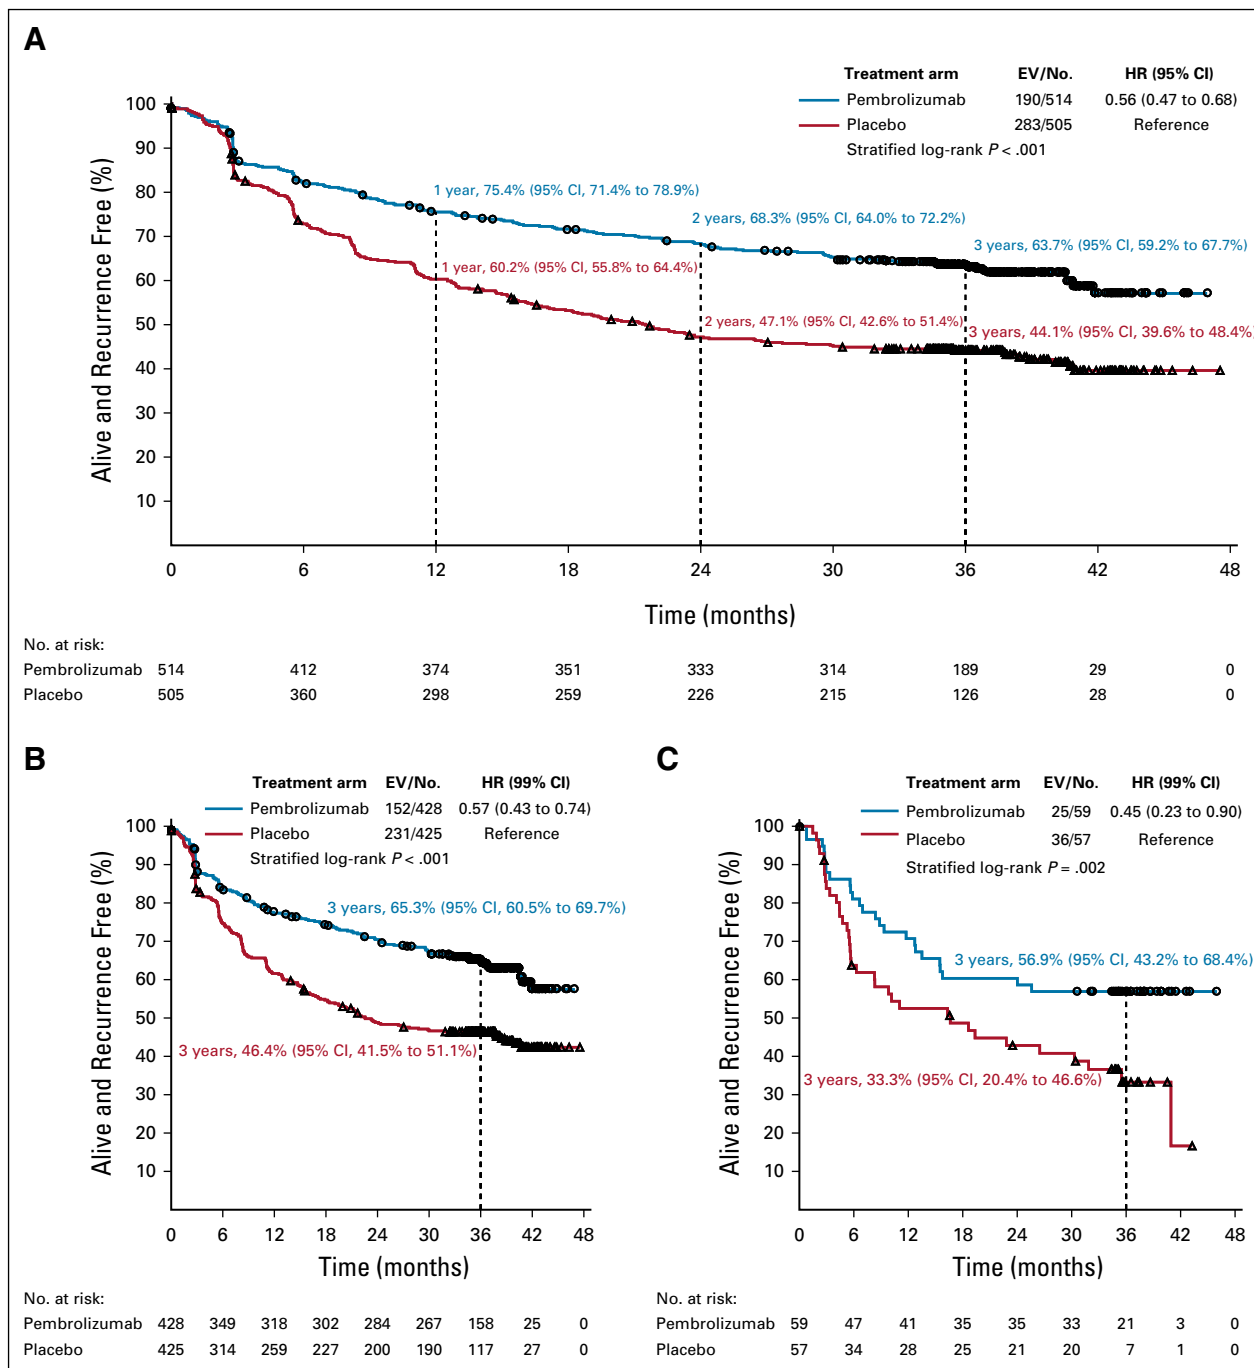 A
Treatment arm EV/No. HR (95% CI)
Pembrolizumab 190/514 0.56 (0.47 to 0.68)
Placebo 283/505 Reference
Stratified log-rank P < .001
Alive and Recurrence Free (%)
100
90
80
70
60
50
40
30
20
10
1 year, 75.4% (95% CI, 71.4% to 78.9%)
2 years, 68.3% (95% CI, 64.0% to 72.2%)
3 years, 63.7% (95% CI, 59.2% to 67.7%)
1 year, 60.2% (95% CI, 55.8% to 64.4%)
2 years, 47.1% (95% CI, 42.6% to 51.4%)
3 years, 44.1% (95% CI, 39.6% to 48.4%)
0 6 12 18 24 30 36 42 48
Time (months)
No. at risk:
Pembrolizumab 514 412 374 351 333 314 189 29 0
Placebo 505 360 298 259 226 215 126 28 0
B
Treatment arm EV/No. HR (99% CI)
Pembrolizumab 152/428 0.57 (0.43 to 0.74)
Placebo 231/425 Reference
Stratified log-rank P < .001
Alive and Recurrence Free (%)
100
90
80
70
60
50
40
30
20
10
3 years, 65.3% (95% CI, 60.5% to 69.7%)
3 years, 46.4% (95% CI, 41.5% to 51.1%)
0 6 12 18 24 30 36 42 48
Time (months)
No. at risk:
Pembrolizumab 428 349 318 302 284 267 158 25 0
Placebo 425 314 259 227 200 190 117 27 0
C
Treatment arm EV/No. HR (99% CI)
Pembrolizumab 25/59 0.45 (0.23 to 0.90)
Placebo 36/57 Reference
Stratified log-rank P = .002
Alive and Recurrence Free (%)
100
90
80
70
60
50
40
30
20
10
3 years, 56.9% (95% CI, 43.2% to 68.4%)
3 years, 33.3% (95% CI, 20.4% to 46.6%)
0 6 12 18 24 30 36 42 48
Time (months)
No. at risk:
Pembrolizumab 59 47 41 35 35 33 21 3 0
Placebo 57 34 28 25 21 20 7 1 0